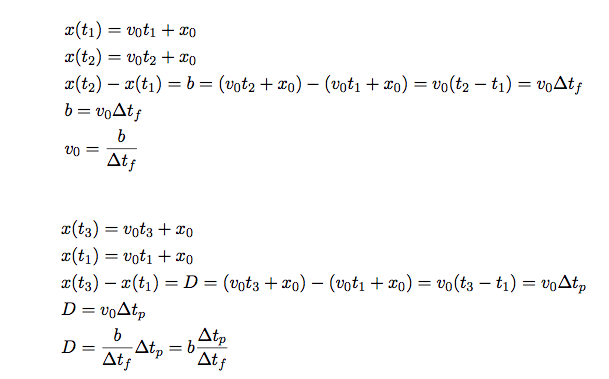 x(t₁) = v₀t₁ + x₀
x(t₂) = v₀t₂ + x₀
x(t₂) − x(t₁) = b = (v₀t₂ + x₀) − (v₀t₁ + x₀) = v₀(t₂ − t₁) = v₀Δt_f
b = v₀Δt_f
v₀ = b/Δt_f
x(t₃) = v₀t₃ + x₀
x(t₁) = v₀t₁ + x₀
x(t₃) − x(t₁) = D = (v₀t₃ + x₀) − (v₀t₁ + x₀) = v₀(t₃ − t₁) = v₀Δt_p
D = v₀Δt_p
D = b/Δt_f Δt_p = b Δt_p/Δt_f